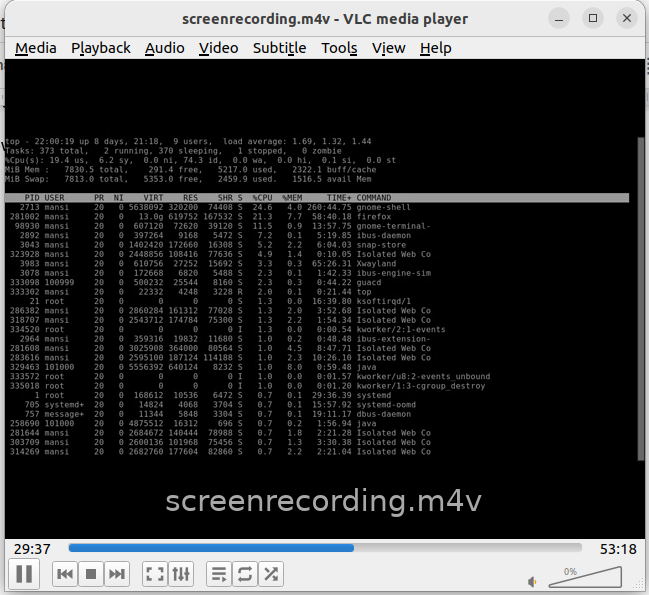 screenrecording.m4v - VLC media player
Media Playback Audio Video Subtitle Tools View Help
top - 22:00:19 up 8 days, 21:18, 9 users, load average: 1.69, 1.32, 1.44
Tasks: 373 total, 2 running, 370 sleeping, 1 stopped, 0 zombie
%Cpu(s): 19.4 us, 6.2 sy, 0.0 ni, 74.3 id, 0.0 wa, 0.0 hi, 0.1 si, 0.0 st
MiB Mem : 7830.5 total, 291.4 free, 5217.0 used, 2322.1 buff/cache
MiB Swap: 7813.0 total, 5353.0 free, 2459.9 used. 1516.5 avail Mem
PID USER PR NI VIRT RES SHR S %CPU %MEM TIME+ COMMAND
2713 mansi 20 0 5638092 320200 74408 S 24.6 4.0 260:44.75 gnome-shell
281002 mansi 20 0 13.0g 619752 167532 S 21.3 7.7 58:40.18 firefox
98930 mansi 20 0 607120 72620 39120 S 11.5 0.9 13:57.75 gnome-terminal-
2892 mansi 20 0 397264 9168 5472 S 7.2 0.1 5:19.85 ibus-daemon
3043 mansi 20 0 1402420 172660 16308 S 5.2 2.2 6:04.03 snap-store
323928 mansi 20 0 2448856 108416 77636 S 4.9 1.4 0:10.05 Isolated Web Co
3983 mansi 20 0 610756 27252 15692 S 3.3 0.3 65:26.31 Xwayland
3078 mansi 20 0 172668 6820 5488 S 2.3 0.1 1:42.33 ibus-engine-sim
333098 100999 20 0 500232 25544 8160 S 2.3 0.3 0:44.22 guacd
333302 mansi 20 0 22332 4248 3228 R 2.0 0.1 0:21.44 top
21 root 20 0 0 0 0 S 1.3 0.0 16:39.80 ksoftirqd/1
286382 mansi 20 0 2860284 161312 77028 S 1.3 2.0 3:52.68 Isolated Web Co
318707 mansi 20 0 2543712 174784 75300 S 1.3 2.2 1:54.34 Isolated Web Co
334520 root 20 0 0 0 0 I 1.3 0.0 0:00.54 kworker/2:1-events
2964 mansi 20 0 359316 19832 11680 S 1.0 0.2 0:48.48 ibus-extension-
281608 mansi 20 0 3025908 364000 80564 S 1.0 4.5 8:47.71 Isolated Web Co
283616 mansi 20 0 2595100 187124 114188 S 1.0 2.3 10:26.10 Isolated Web Co
329463 101000 20 0 5556392 640124 8232 S 1.0 8.0 0:59.48 java
333572 root 20 0 0 0 0 I 1.0 0.0 0:01.57 kworker/u8:2-events_unbound
335018 root 20 0 0 0 0 I 1.0 0.0 0:01.20 kworker/1:3-cgroup_destroy
1 root 20 0 168612 10536 6472 S 0.7 0.1 29:36.39 systemd
705 systemd+ 20 0 14824 4068 3704 S 0.7 0.1 15:57.92 systemd-oomd
757 message+ 20 0 11344 5848 3304 S 0.7 0.1 19:11.17 dbus-daemon
258690 101000 20 0 4875512 16312 696 S 0.7 0.2 1:56.94 java
281644 mansi 20 0 2684672 140444 78988 S 0.7 1.8 2:21.28 Isolated Web Co
303709 mansi 20 0 2600136 101968 75456 S 0.7 1.3 3:30.38 Isolated Web Co
314269 mansi 20 0 2682760 177604 82860 S 0.7 2.2 2:21.04 Isolated Web Co
screenrecording.m4v
29:37 53:18
0%